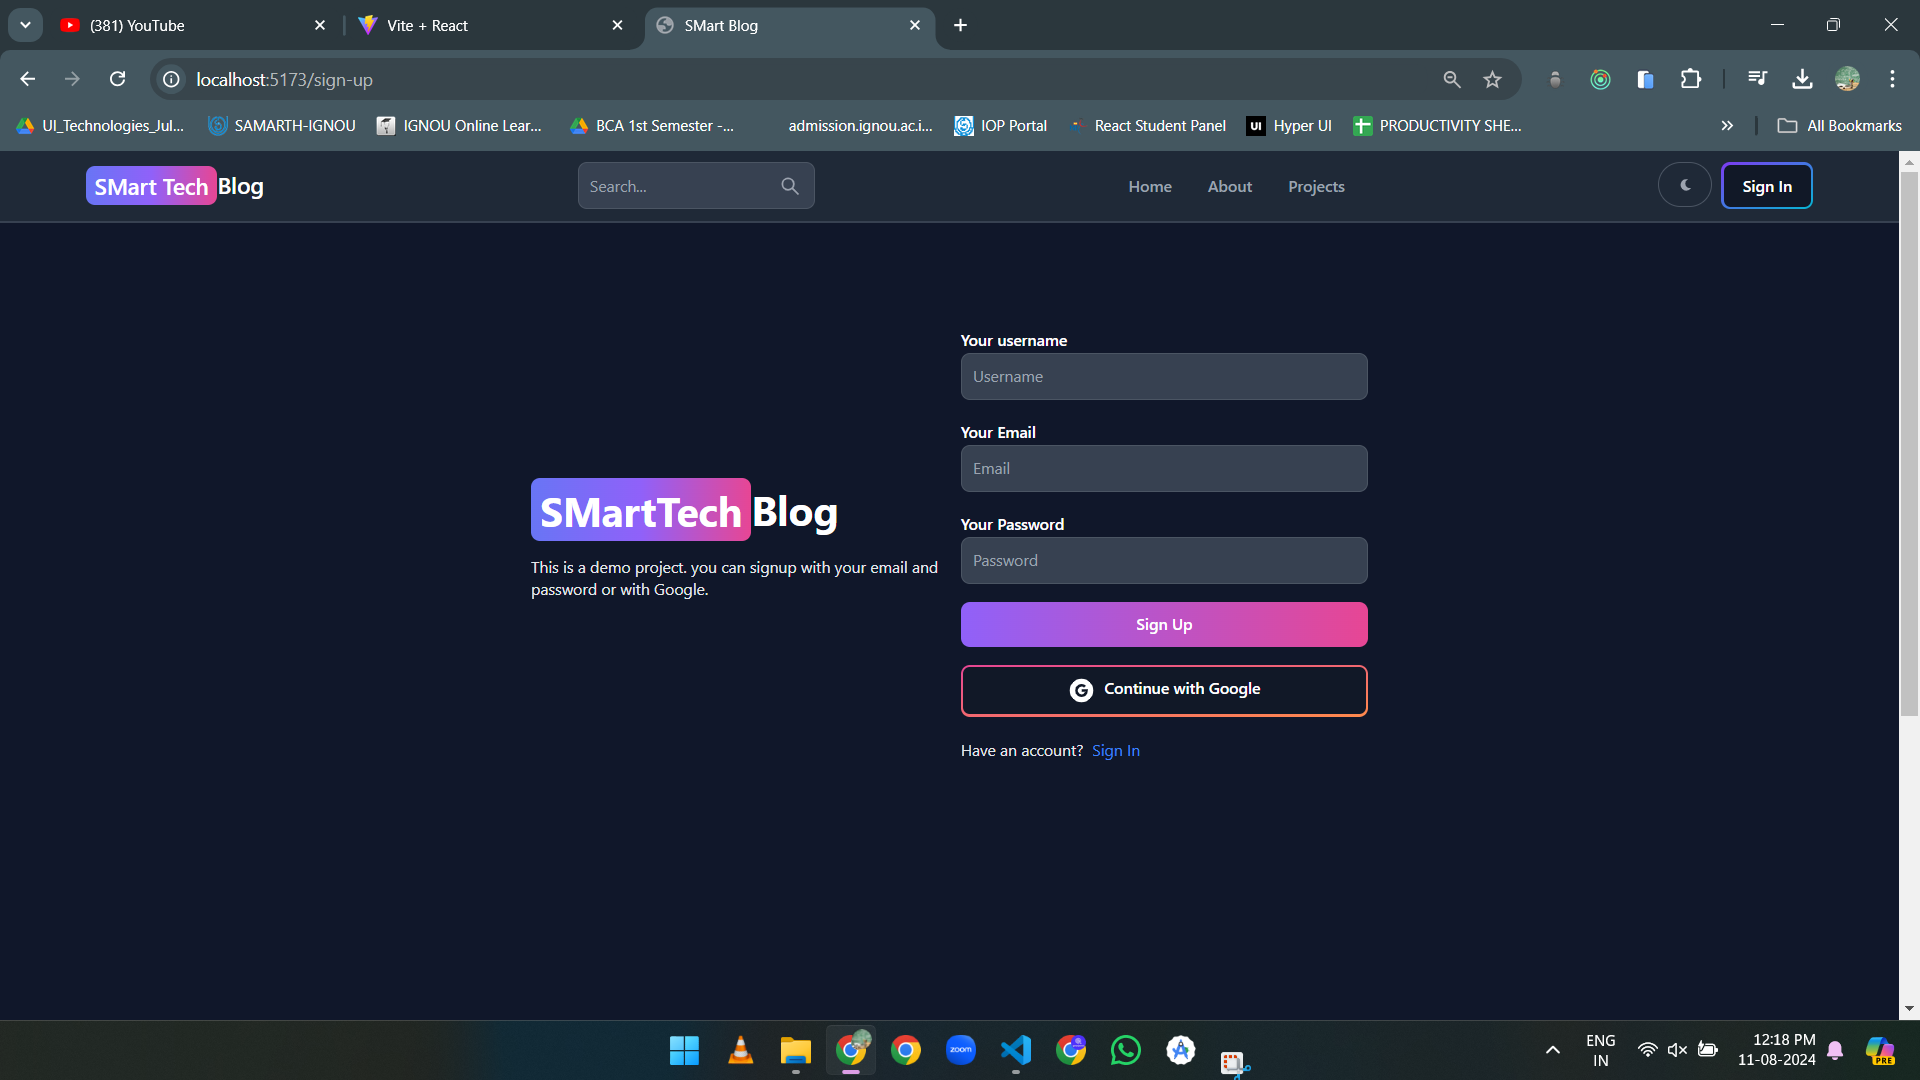 (381) YouTube
Vite + React
SMart Blog
localhost:5173/sign-up
UI_Technologies_Jul...
SAMARTH-IGNOU
IGNOU Online Lear...
BCA 1st Semester -...
admission.ignou.ac.i...
IOP Portal
React Student Panel
UI
Hyper UI
PRODUCTIVITY SHE...
All Bookmarks
SMart Tech Blog
Search...
Home
About
Projects
Sign In
Your username
Username
Your Email
Email
SMartTech Blog
Your Password
Password
This is a demo project. you can signup with your email and
password or with Google.
Sign Up
G Continue with Google
Have an account? Sign In
zoom
ENG
IN
12:18 PM
11-08-2024
PRE